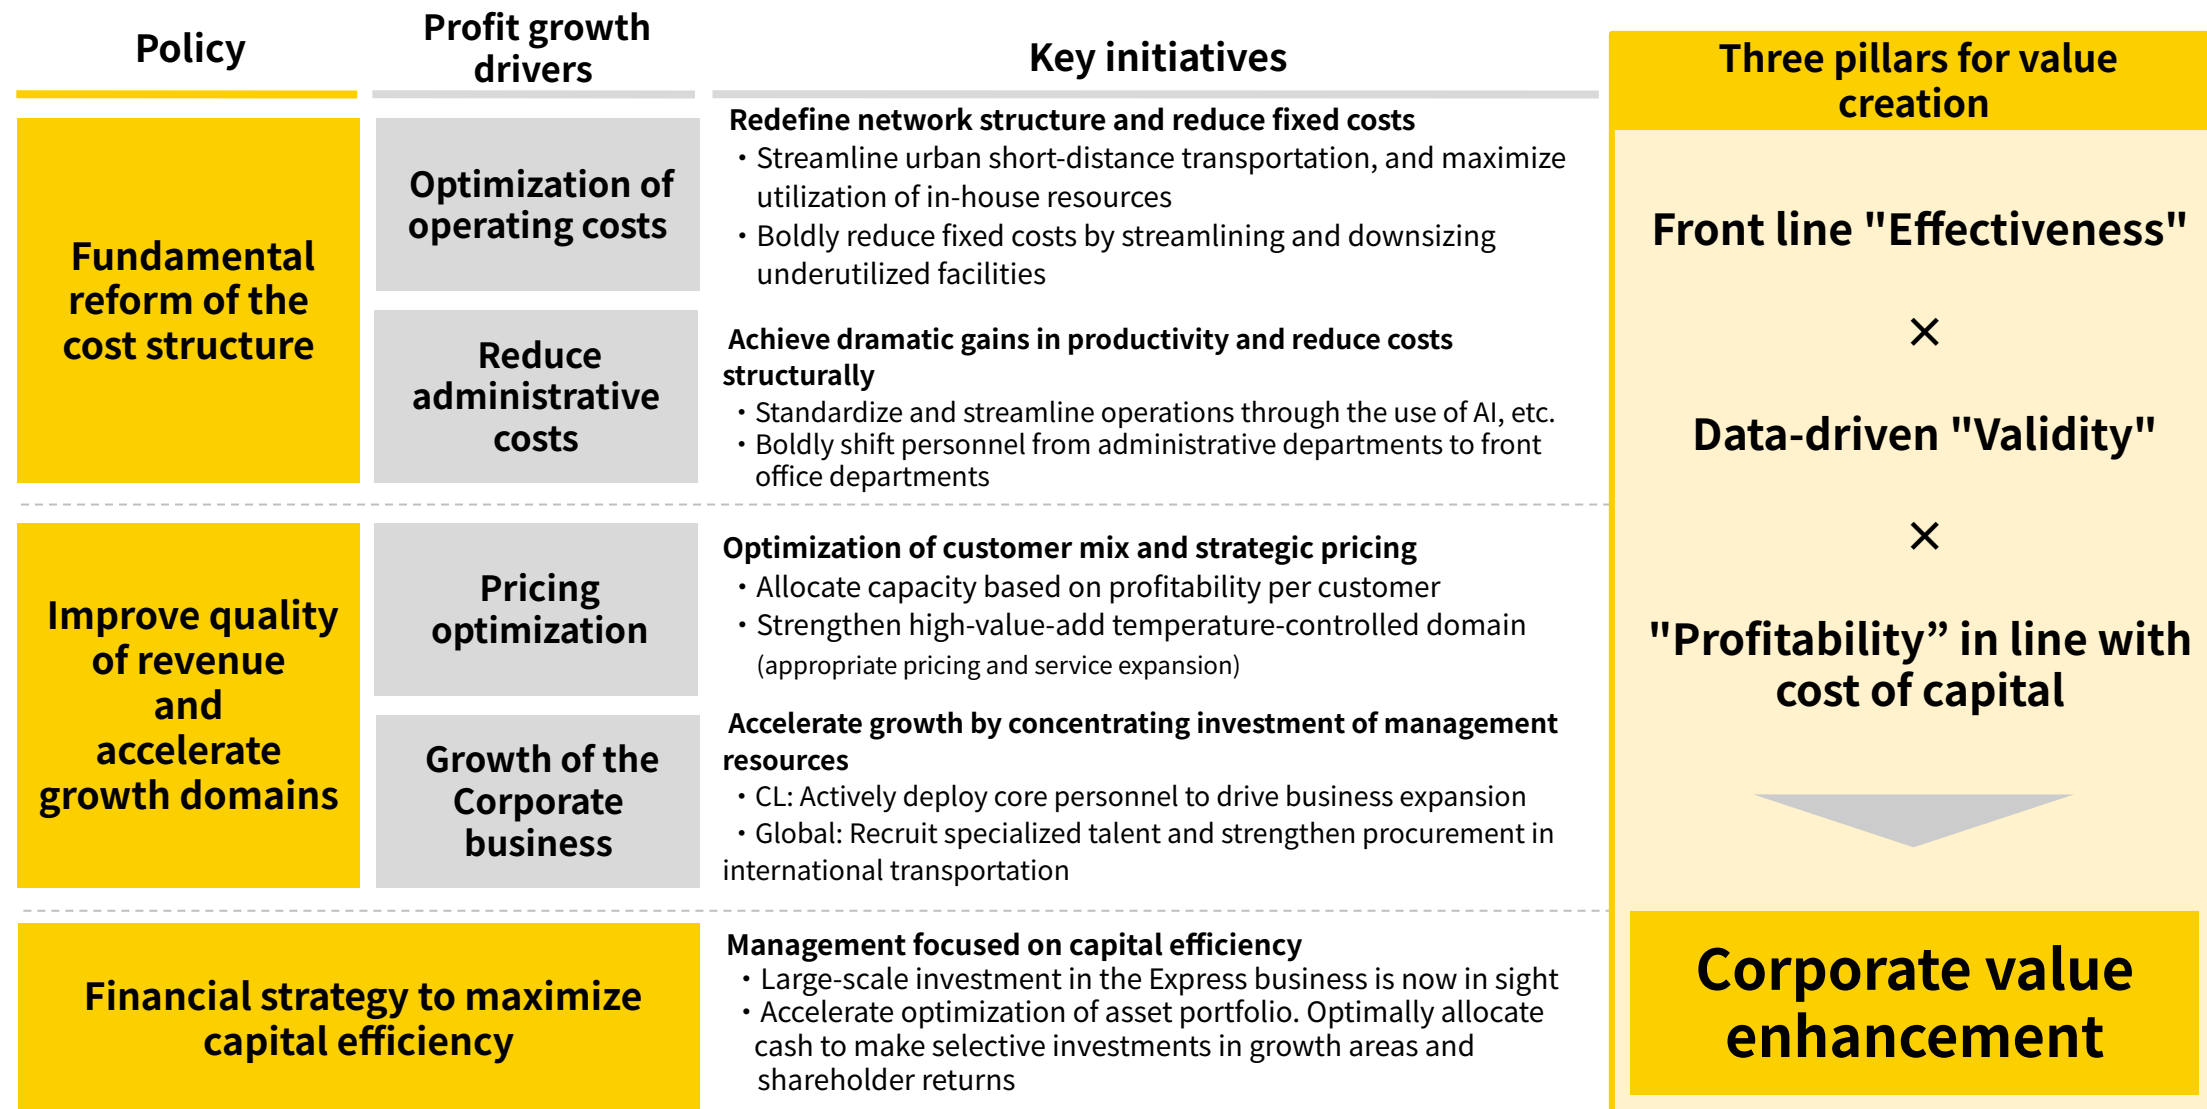 Policy
Profit growth
drivers
Key initiatives
Three pillars for value
creation
Fundamental
reform of the
cost structure
Optimization of
operating costs
Redefine network structure and reduce fixed costs
・Streamline urban short-distance transportation, and maximize
utilization of in-house resources
・Boldly reduce fixed costs by streamlining and downsizing
underutilized facilities
Reduce
administrative
costs
Achieve dramatic gains in productivity and reduce costs
structurally
・Standardize and streamline operations through the use of AI, etc.
・Boldly shift personnel from administrative departments to front
office departments
Improve quality
of revenue
and
accelerate
growth domains
Pricing
optimization
Optimization of customer mix and strategic pricing
・Allocate capacity based on profitability per customer
・Strengthen high-value-add temperature-controlled domain
(appropriate pricing and service expansion)
Growth of the
Corporate
business
Accelerate growth by concentrating investment of management
resources
・CL: Actively deploy core personnel to drive business expansion
・Global: Recruit specialized talent and strengthen procurement in
international transportation
Financial strategy to maximize
capital efficiency
Management focused on capital efficiency
・Large-scale investment in the Express business is now in sight
・Accelerate optimization of asset portfolio. Optimally allocate
cash to make selective investments in growth areas and
shareholder returns
Front line "Effectiveness"
×
Data-driven "Validity"
×
"Profitability” in line with
cost of capital
Corporate value
enhancement